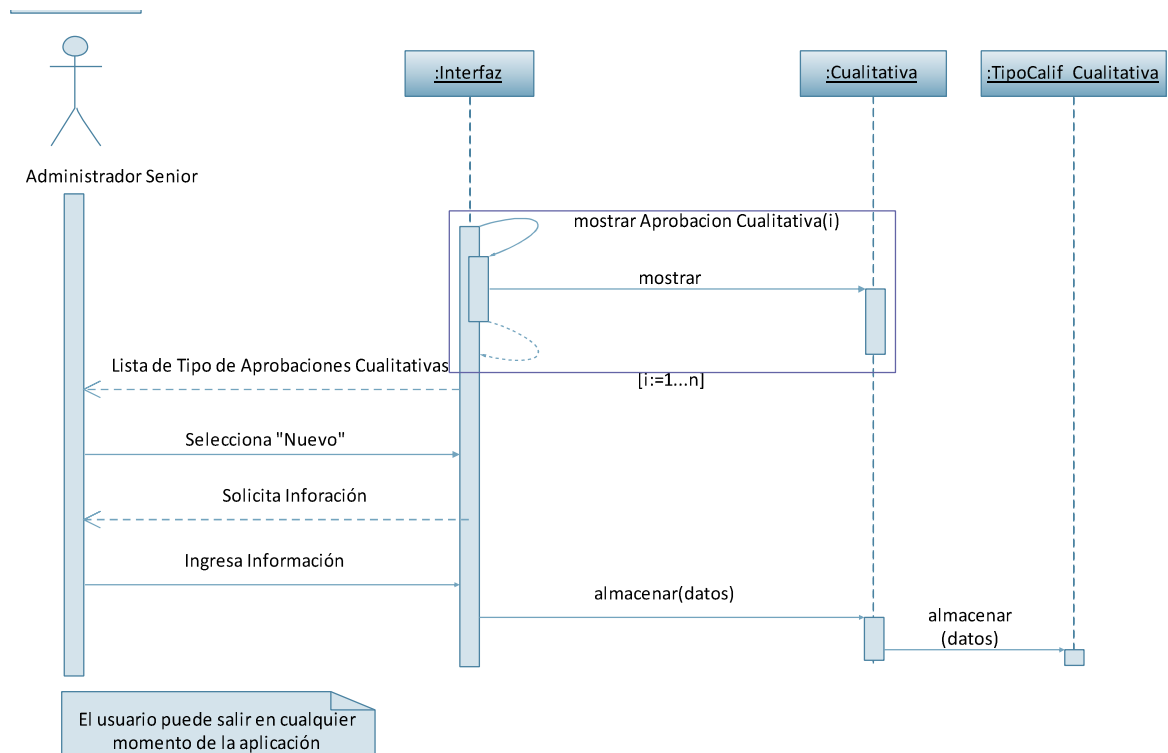 :Interfaz
:Cualitativa
:TipoCalif_Cualitativa
Administrador Senior
mostrar Aprobacion Cualitativa(i)
mostrar
Lista de Tipo de Aprobaciones Cualitativas
[i:=1...n]
Selecciona "Nuevo"
Solicita Inforación
Ingresa Información
almacenar(datos)
almacenar
(datos)
El usuario puede salir en cualquier
momento de la aplicación